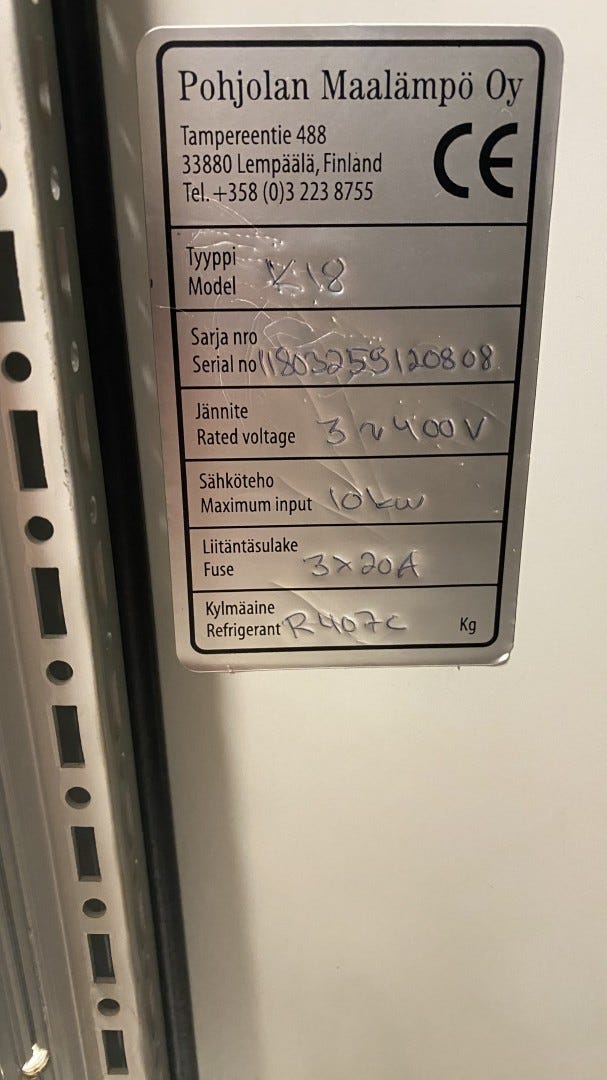 Pohjolan Maalämpö Oy
Tampereentie 488
33880 Lempäälä, Finland
Tel. +358 (0)3 223 8755
CE
Tyyppi
Model K18
Sarja nro
Serial no 11803259120808
Jännite
Rated voltage 3~400V
Sähköteho
Maximum input 10kw
Liitäntäsulake
Fuse 3x20A
Kylmäaine
Refrigerant R407C Kg